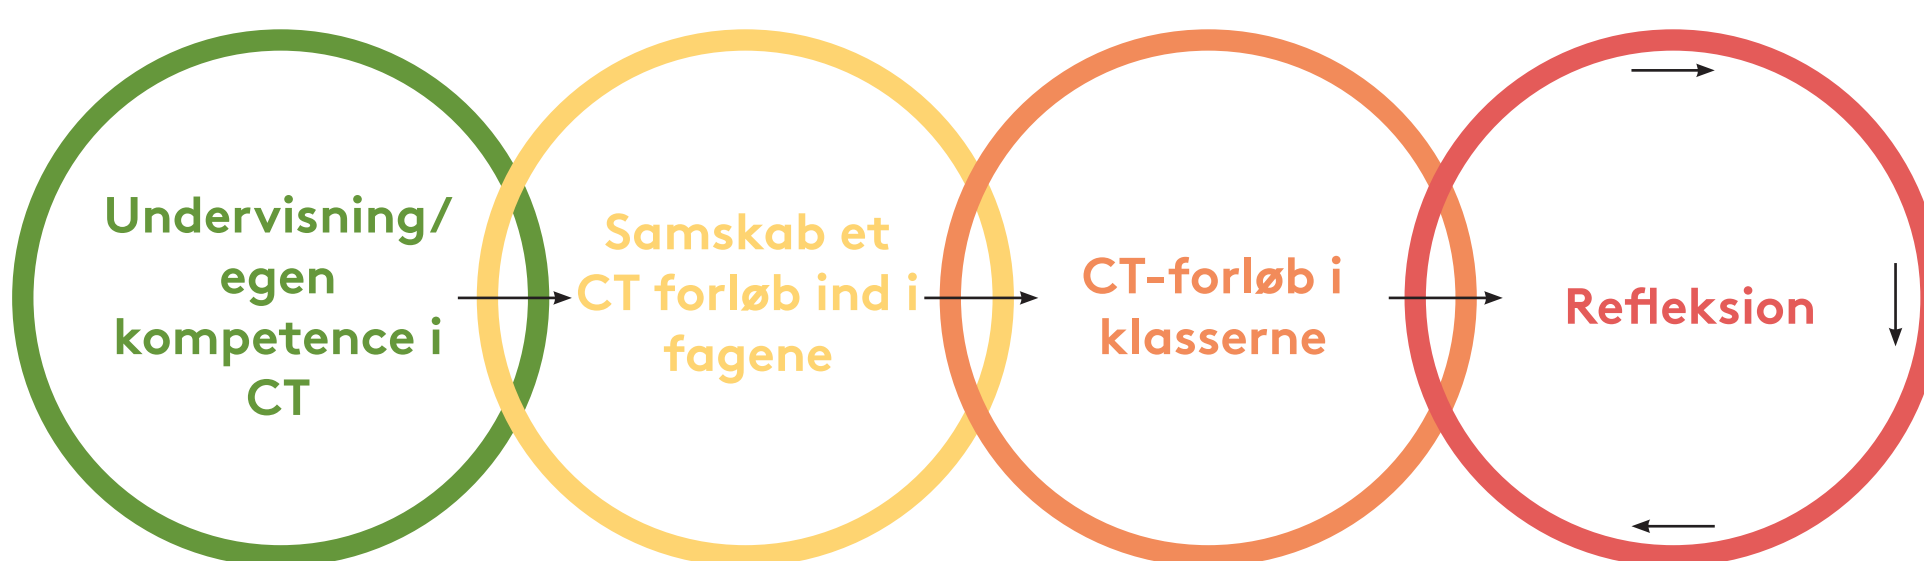 Undervisning/
egen
kompetence i
CT
Samskab et
CT forløb ind i
fagene
CT-forløb i
klasserne
Refleksion